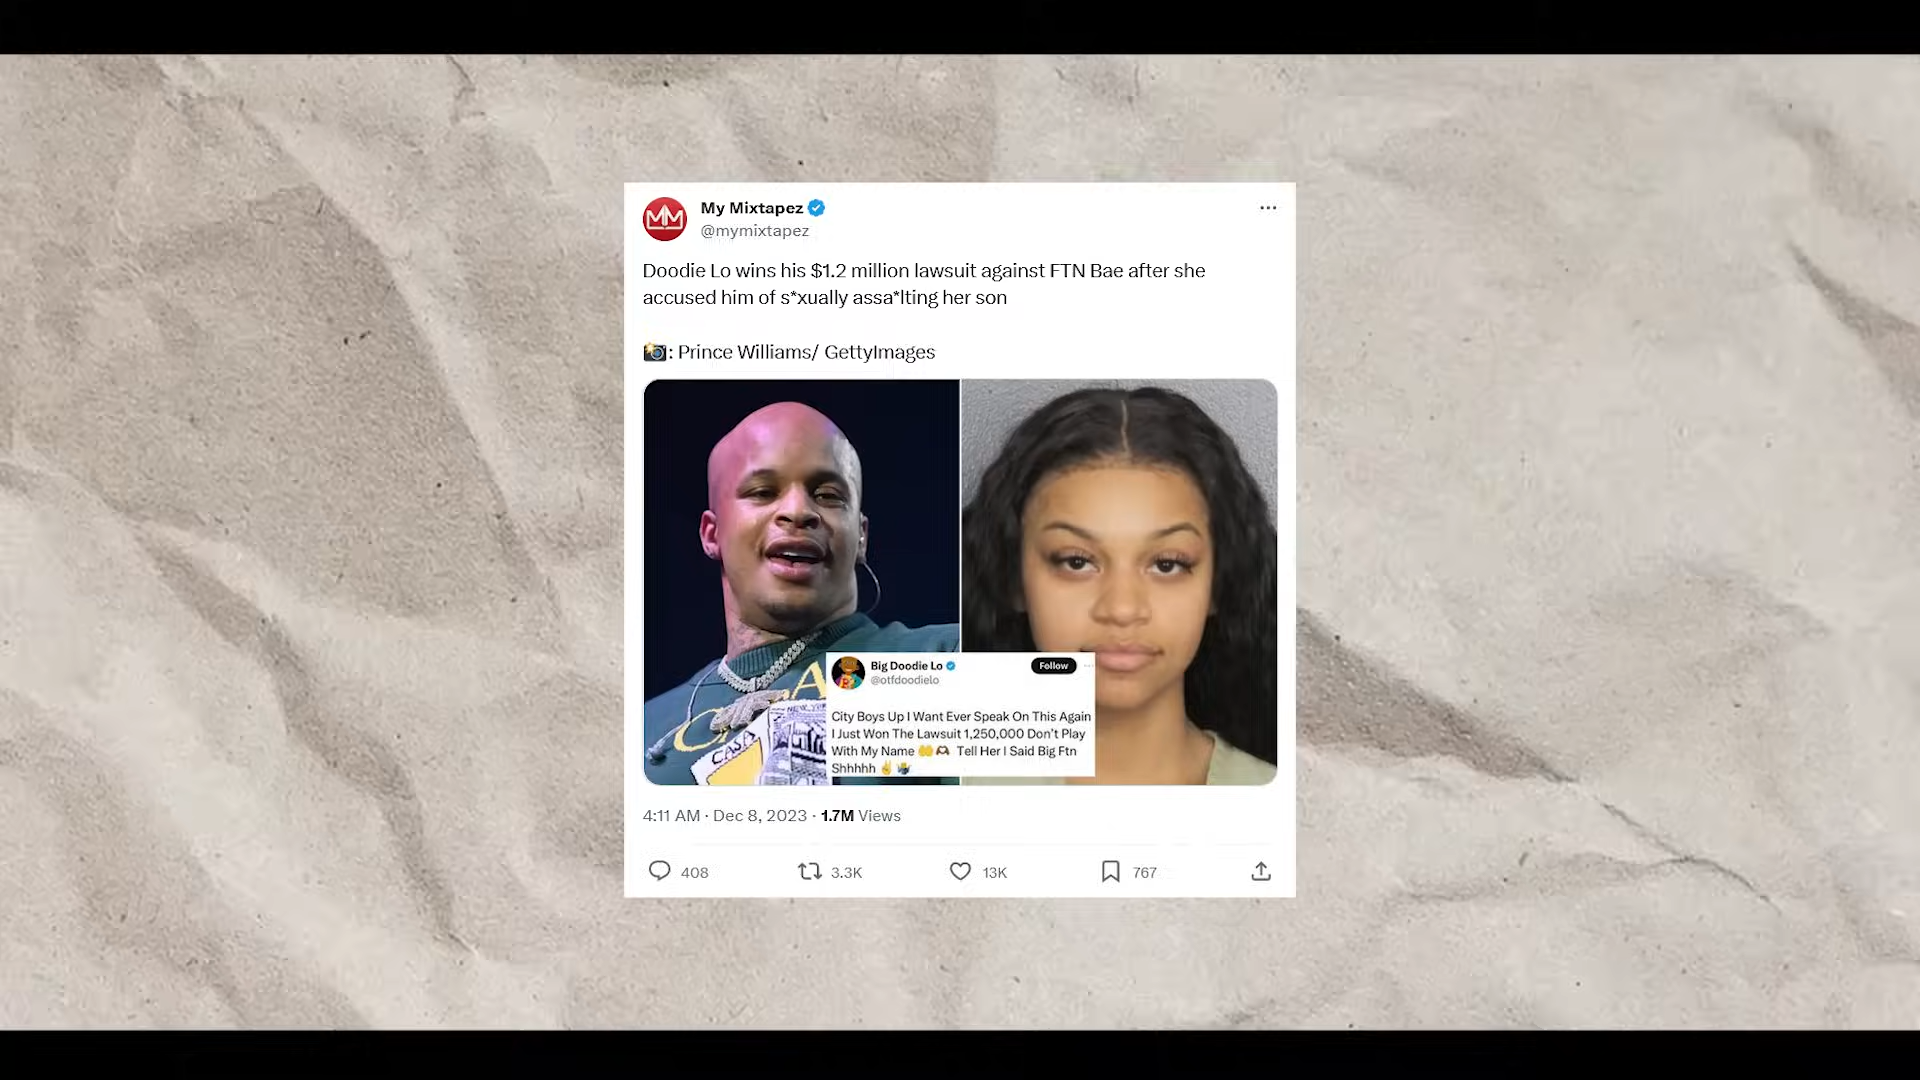 My Mixtapez
@mymixtapez
Doodie Lo wins his $1.2 million lawsuit against FTN Bae after she
accused him of s*xually assa*lting her son
: Prince Williams/ GettyImages
Big Doodie Lo
@otfdoodielo
Follow
City Boys Up I Want Ever Speak On This Again
I Just Won The Lawsuit 1,250,000 Don't Play
With My Name 🤲🫶🏾 Tell Her I Said Big Ftn
Shhhhh ✌️🤹🏾
4:11 AM · Dec 8, 2023 · 1.7M Views
408 3.3K 13K 767